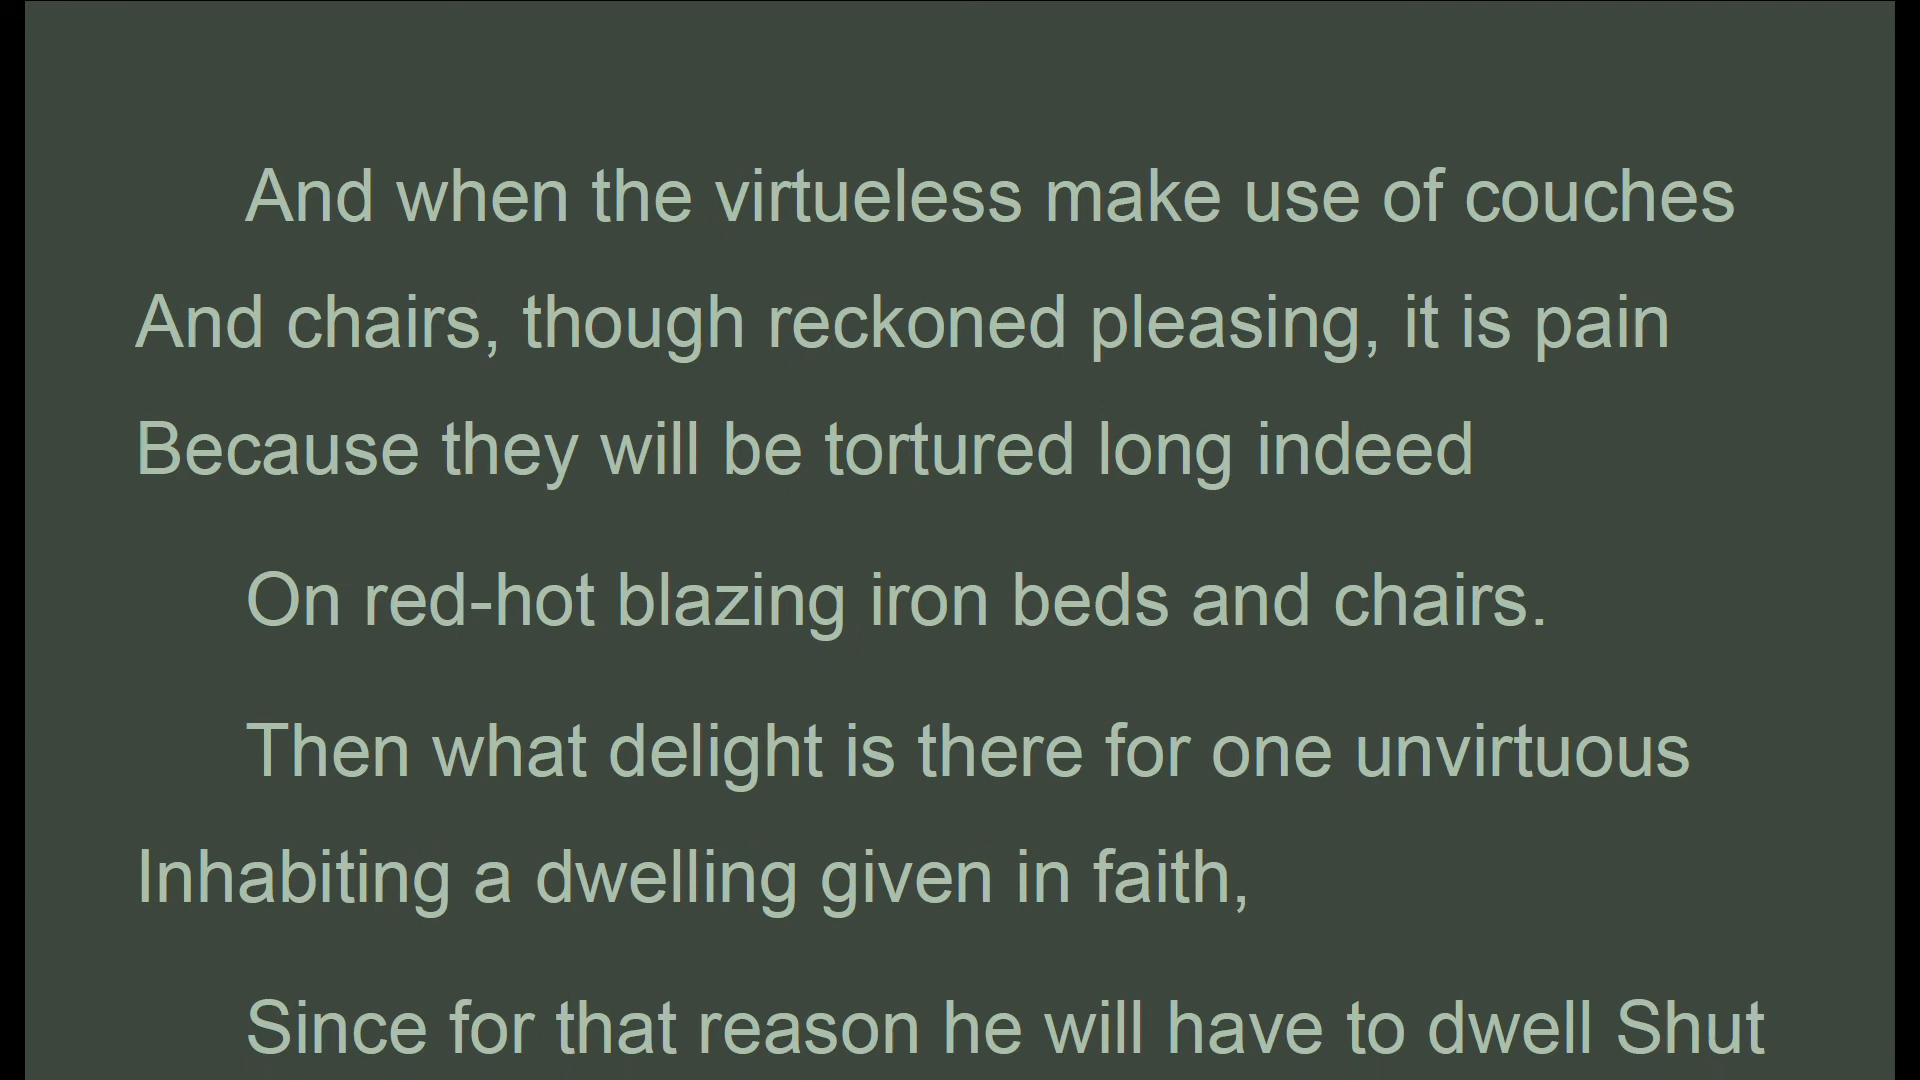 And when the virtueless make use of couches
And chairs, though reckoned pleasing, it is pain
Because they will be tortured long indeed
On red-hot blazing iron beds and chairs.
Then what delight is there for one unvirtuous
Inhabiting a dwelling given in faith,
Since for that reason he will have to dwell Shut